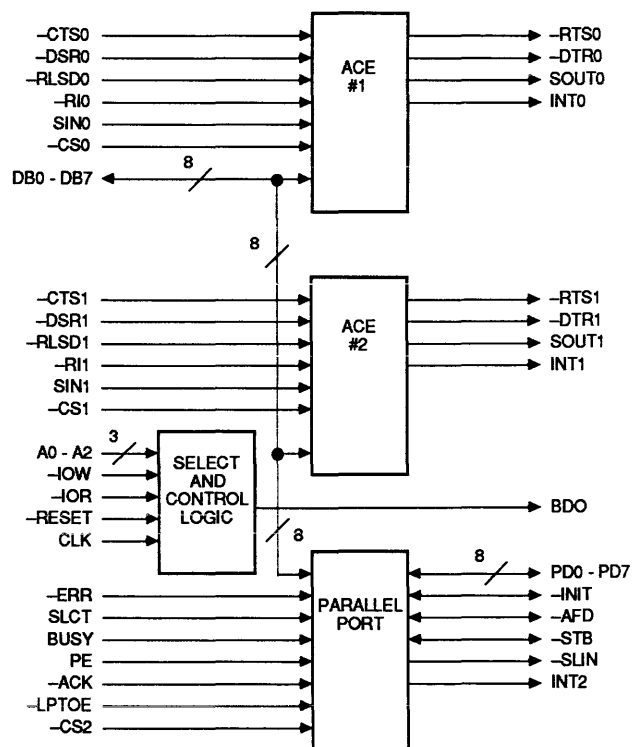 –CTS0
–DSR0
–RLSD0
–RI0
SIN0
–CS0
8
DB0 - DB7
ACE
#1
–RTS0
–DTR0
SOUT0
INT0
8
–CTS1
–DSR1
–RLSD1
–RI1
SIN1
–CS1
ACE
#2
–RTS1
–DTR1
SOUT1
INT1
3
A0 - A2
–IOW
–IOR
–RESET
CLK
SELECT
AND
CONTROL
LOGIC
BDO
8
–ERR
SLCT
BUSY
PE
–ACK
–LPTOE
–CS2
PARALLEL
PORT
8
PD0 - PD7
–INIT
–AFD
–STB
–SLIN
INT2